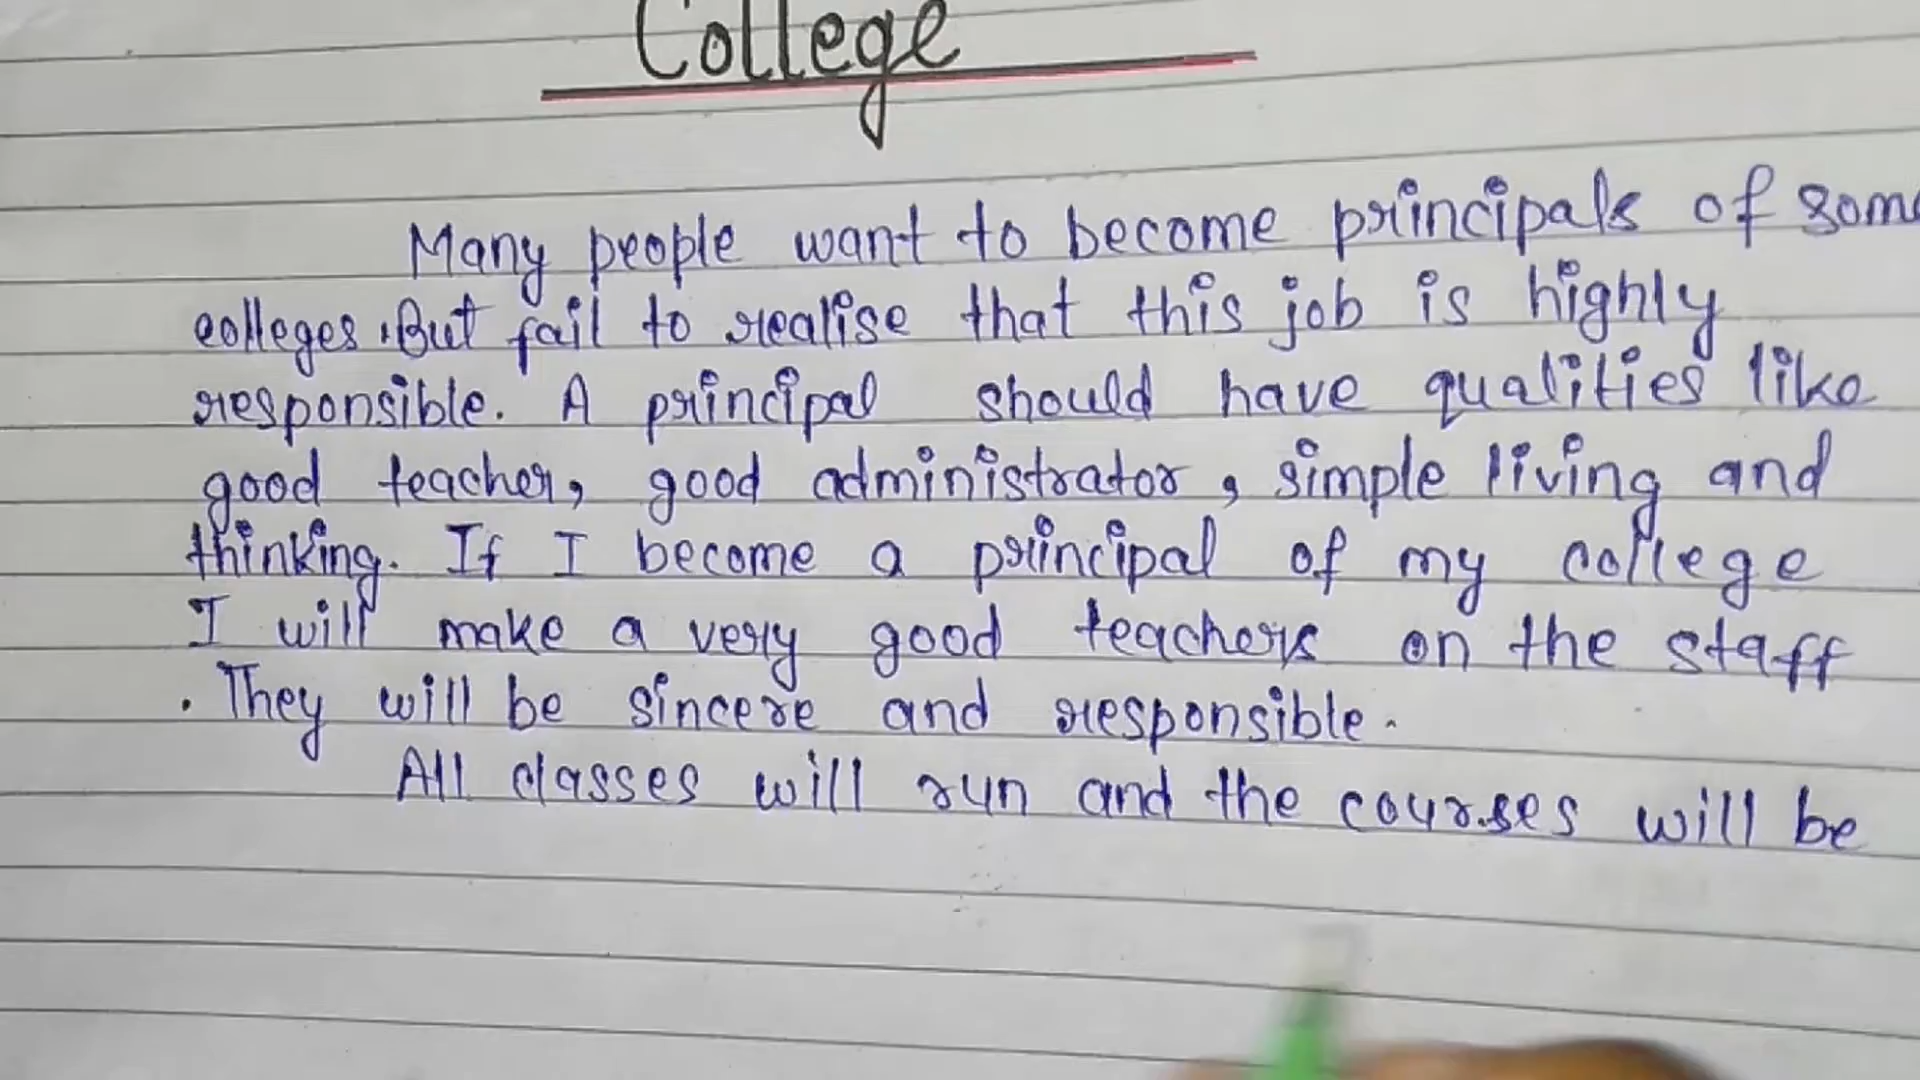 College
Many people want to become principals of some
colleges. But fail to realise that this job is highly
responsible. A principal should have qualities like
good teacher, good administrator, simple living and
thinking. If I become a principal of my college
I will make a very good teachers on the staff
. They will be sincere and responsible.
All classes will run and the courses will be